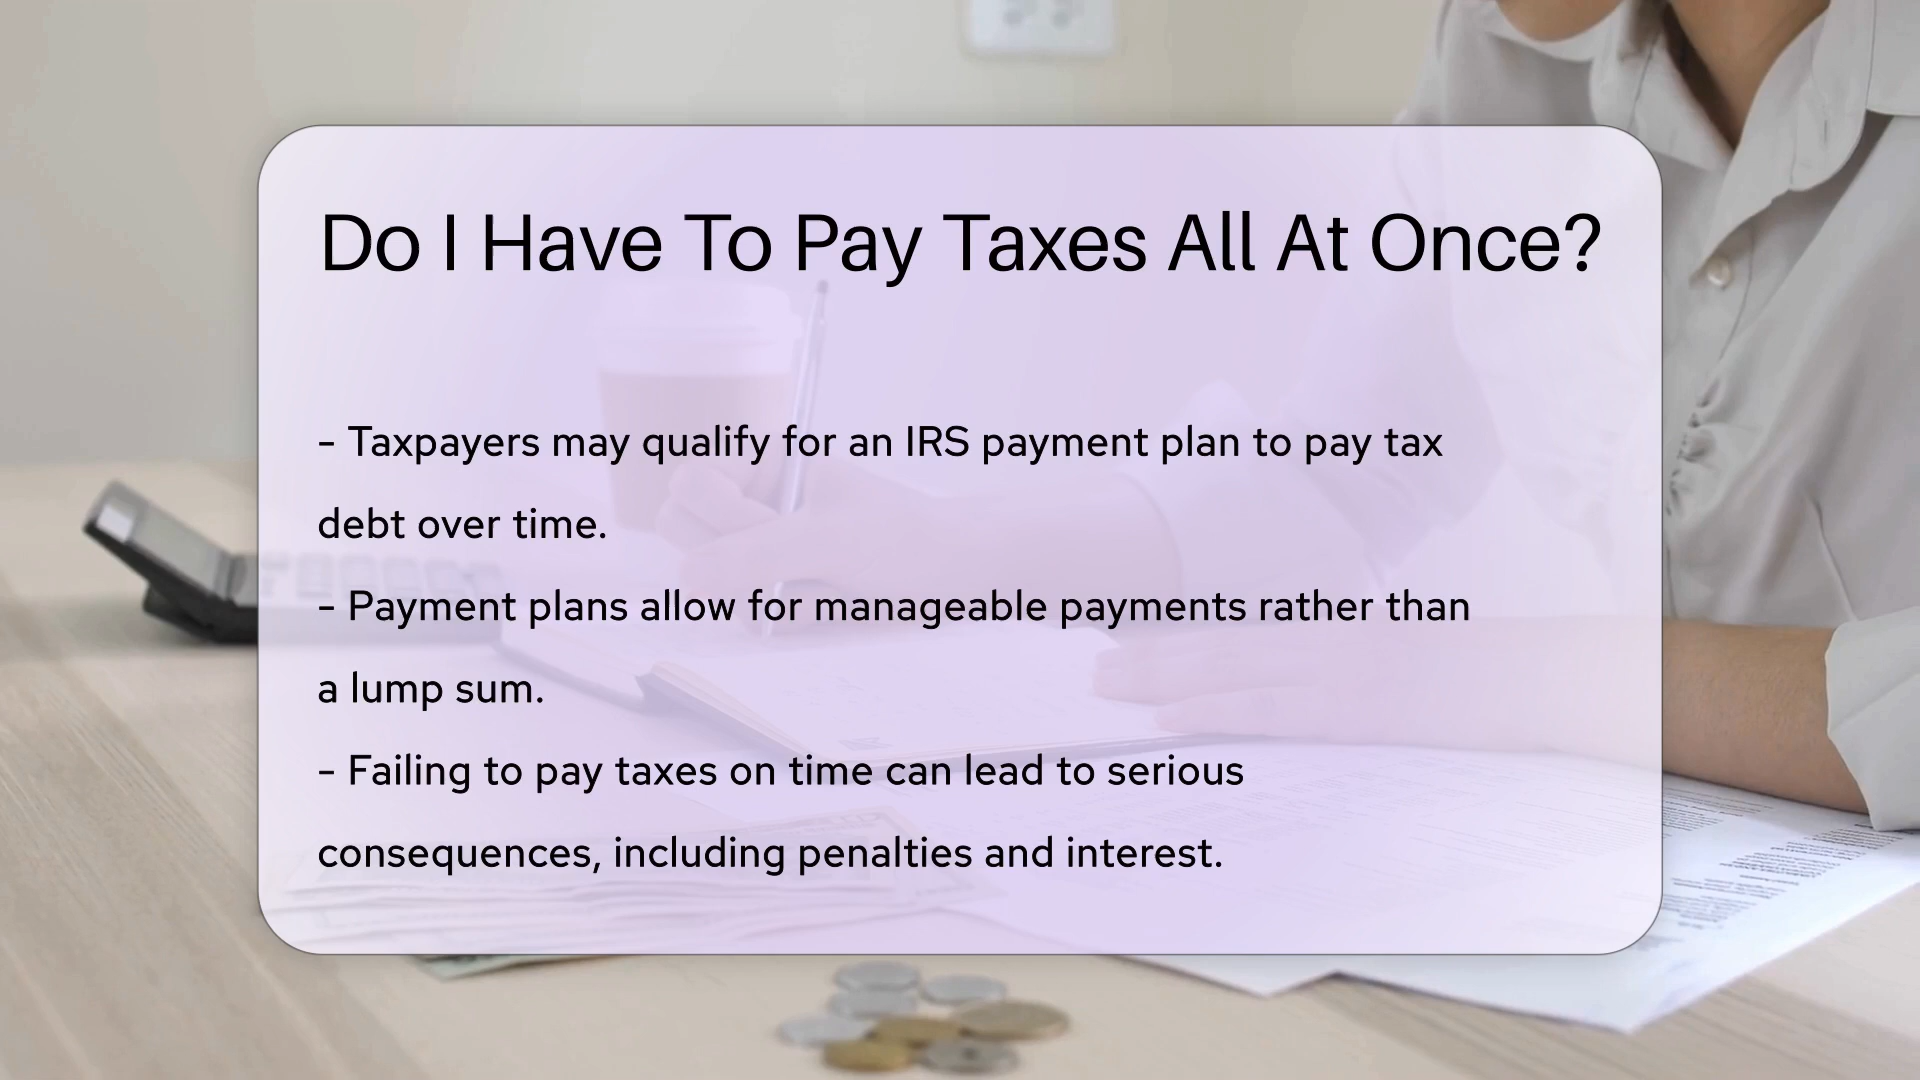 Do I Have To Pay Taxes All At Once?
- Taxpayers may qualify for an IRS payment plan to pay tax
debt over time.
- Payment plans allow for manageable payments rather than
a lump sum.
- Failing to pay taxes on time can lead to serious
consequences, including penalties and interest.